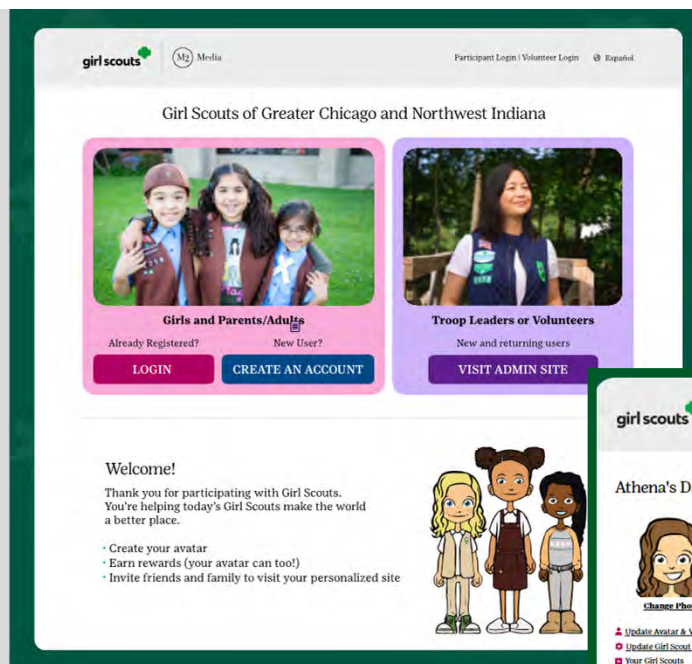 girl scouts
M2 Media
Participant Login | Volunteer Login Español
Girl Scouts of Greater Chicago and Northwest Indiana
Girls and Parents/Adults
Already Registered? New User?
LOGIN CREATE AN ACCOUNT
Troop Leaders or Volunteers
New and returning users
VISIT ADMIN SITE
Welcome!
Thank you for participating with Girl Scouts.
You're helping today's Girl Scouts make the world
a better place.
· Create your avatar
· Earn rewards (your avatar can too!)
· Invite friends and family to visit your personalized site
girl scouts
Athena's D
Change Pho
Update Avatar & V
Update Girl Scout
Your Girl Scouts